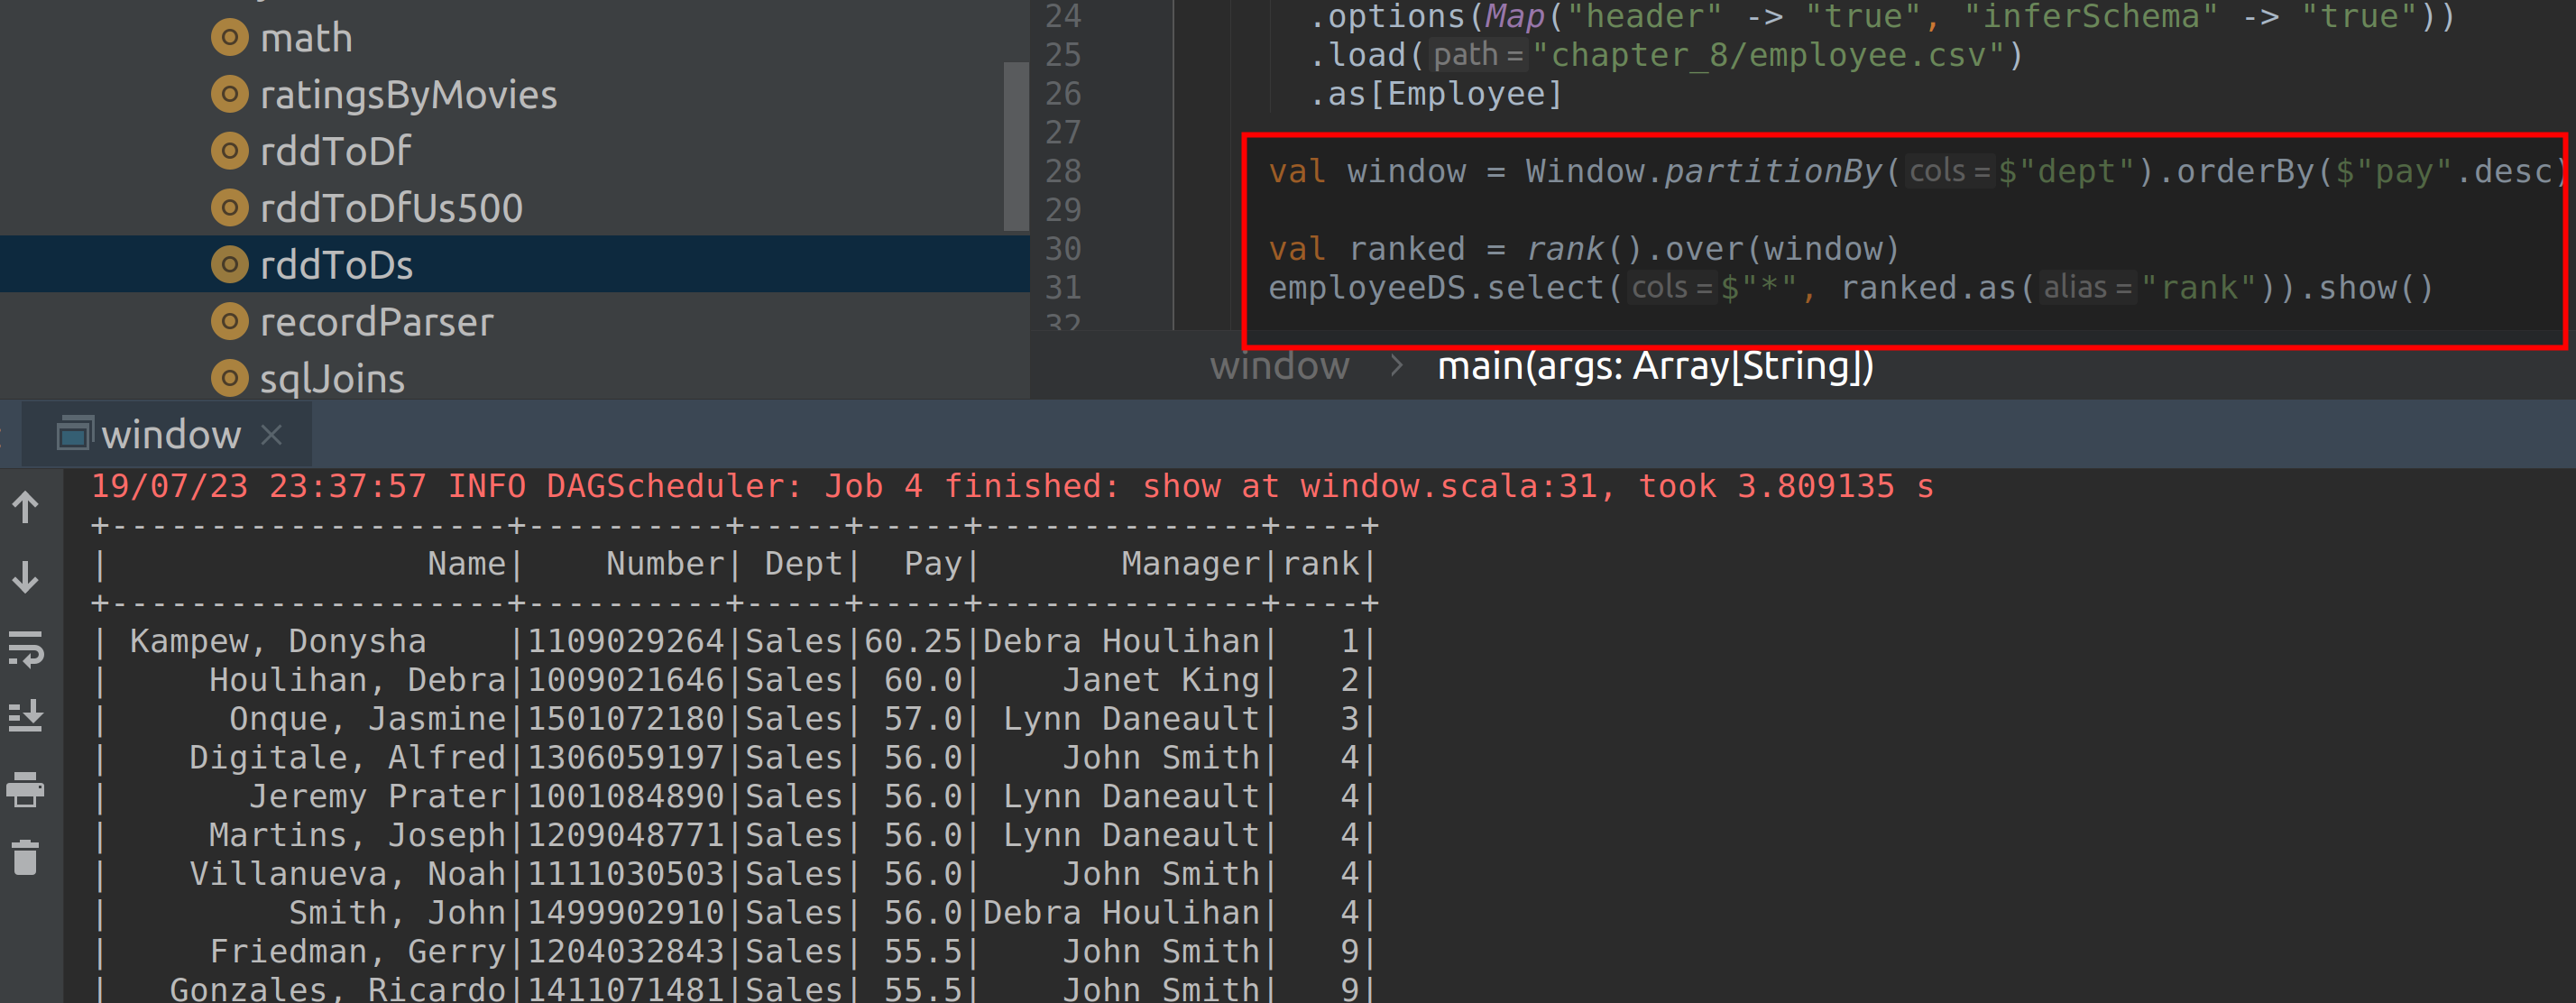 math
ratingsByMovies
rddToDf
rddToDfUs500
rddToDs
recordParser
sqlJoins
24 .options(Map("header" -> "true", "inferSchema" -> "true"))
25 .load( path = "chapter_8/employee.csv")
26 .as[Employee]
27
28 val window = Window.partitionBy( cols = $"dept").orderBy($"pay".desc)
29
30 val ranked = rank().over(window)
31 employeeDS.select( cols = $"*", ranked.as( alias = "rank")).show()
32
window > main(args: Array[String])
window ×
19/07/23 23:37:57 INFO DAGScheduler: Job 4 finished: show at window.scala:31, took 3.809135 s
+--------------------+----------+-----+-----+--------------+----+
|                Name|    Number| Dept|  Pay|       Manager|rank|
+--------------------+----------+-----+-----+--------------+----+
| Kampew, Donysha    |1109029264|Sales|60.25|Debra Houlihan|   1|
|     Houlihan, Debra|1009021646|Sales| 60.0|    Janet King|   2|
|      Onque, Jasmine|1501072180|Sales| 57.0| Lynn Daneault|   3|
|    Digitale, Alfred|1306059197|Sales| 56.0|    John Smith|   4|
|       Jeremy Prater|1001084890|Sales| 56.0| Lynn Daneault|   4|
|     Martins, Joseph|1209048771|Sales| 56.0| Lynn Daneault|   4|
|    Villanueva, Noah|1111030503|Sales| 56.0|    John Smith|   4|
|         Smith, John|1499902910|Sales| 56.0|Debra Houlihan|   4|
|     Friedman, Gerry|1204032843|Sales| 55.5|    John Smith|   9|
|   Gonzales, Ricardo|1411071481|Sales| 55.5|    John Smith|   9|